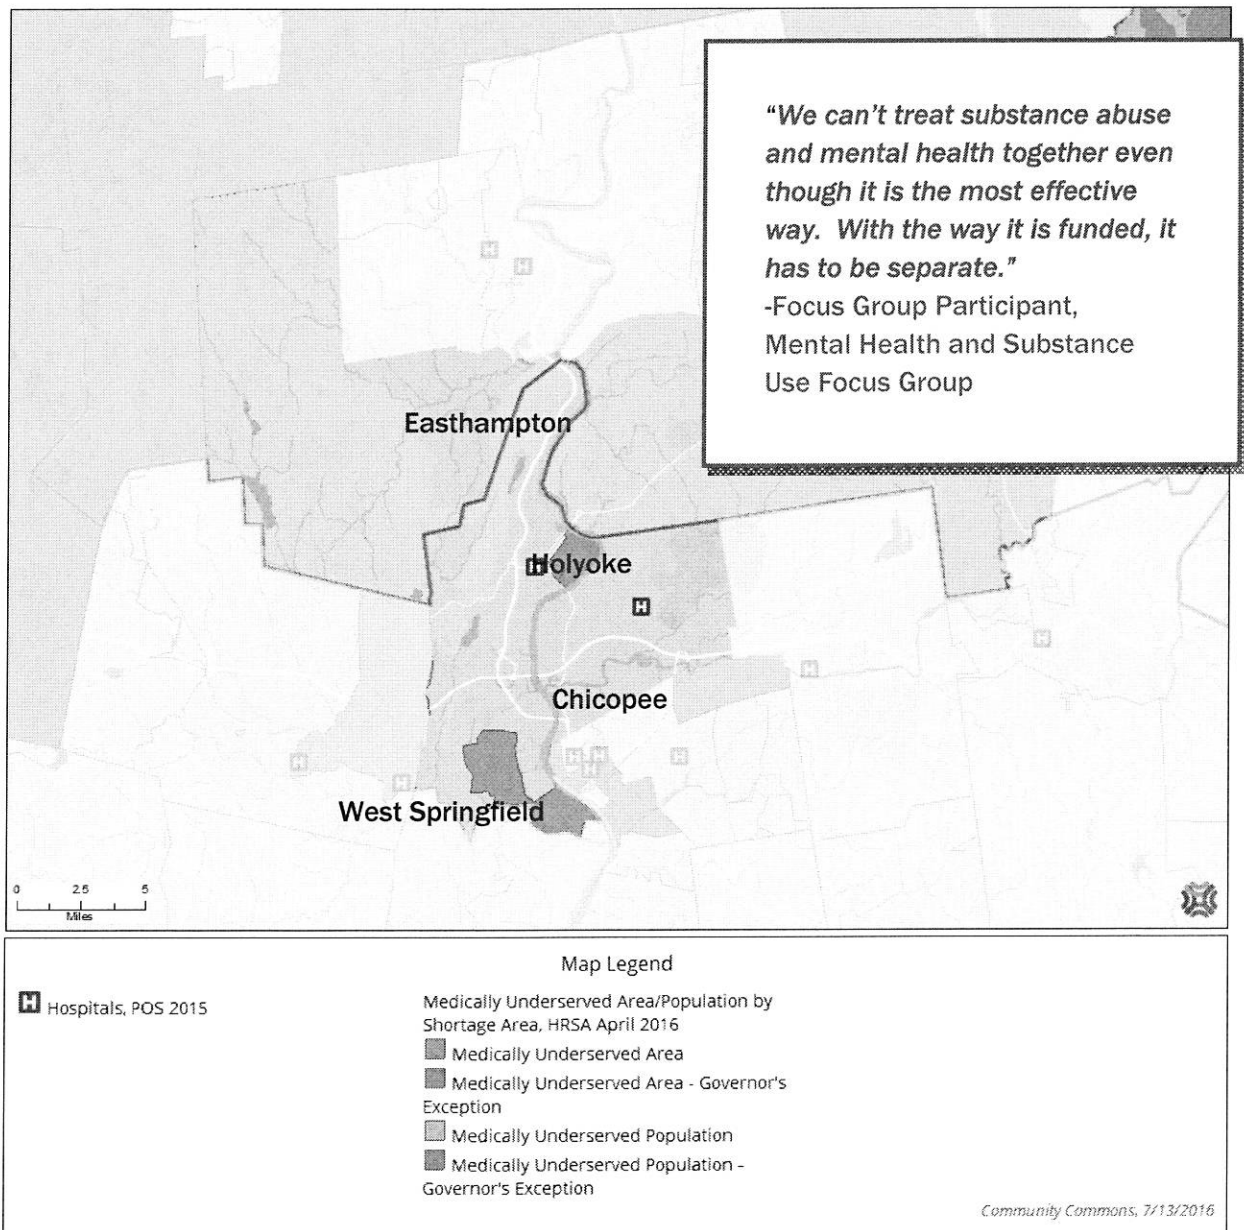 "We can't treat substance abuse
and mental health together even
though it is the most effective
way. With the way it is funded, it
has to be separate."
-Focus Group Participant,
Mental Health and Substance
Use Focus Group
Easthampton
H
H
H
Holyoke
H
H
H
Chicopee
H
H
H
H
H
H
West Springfield
0 2.5 5
Miles
Map Legend
H Hospitals, POS 2015
Medically Underserved Area/Population by
Shortage Area, HRSA April 2016
Medically Underserved Area
Medically Underserved Area - Governor's
Exception
Medically Underserved Population
Medically Underserved Population -
Governor's Exception
Community Commons, 7/13/2016